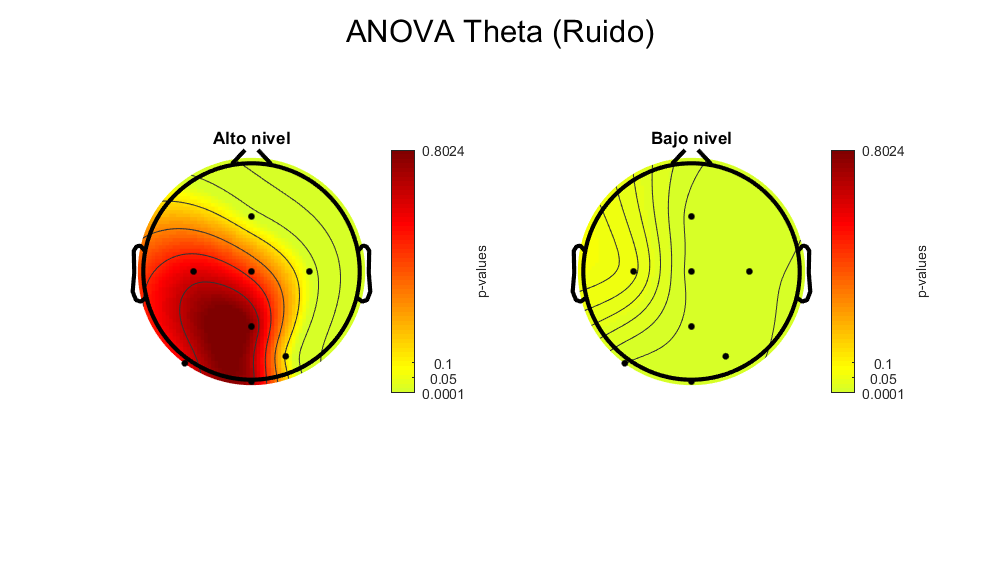 ANOVA Theta (Ruido)
Alto nivel
0.8024
p-values
0.1
0.05
0.0001
Bajo nivel
0.8024
p-values
0.1
0.05
0.0001